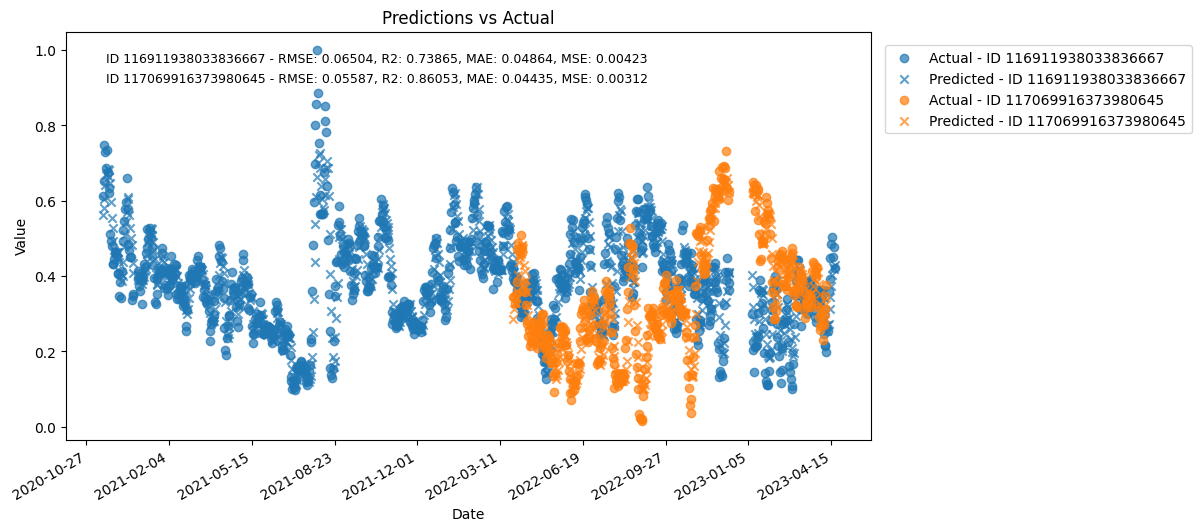 Predictions vs Actual
ID 116911938033836667 - RMSE: 0.06504, R2: 0.73865, MAE: 0.04864, MSE: 0.00423
ID 117069916373980645 - RMSE: 0.05587, R2: 0.86053, MAE: 0.04435, MSE: 0.00312
Actual - ID 116911938033836667
Predicted - ID 116911938033836667
Actual - ID 117069916373980645
Predicted - ID 117069916373980645
Value
1.0
0.8
0.6
0.4
0.2
0.0
2020-10-27
2021-02-04
2021-05-15
2021-08-23
2021-12-01
2022-03-11
2022-06-19
2022-09-27
2023-01-05
2023-04-15
Date